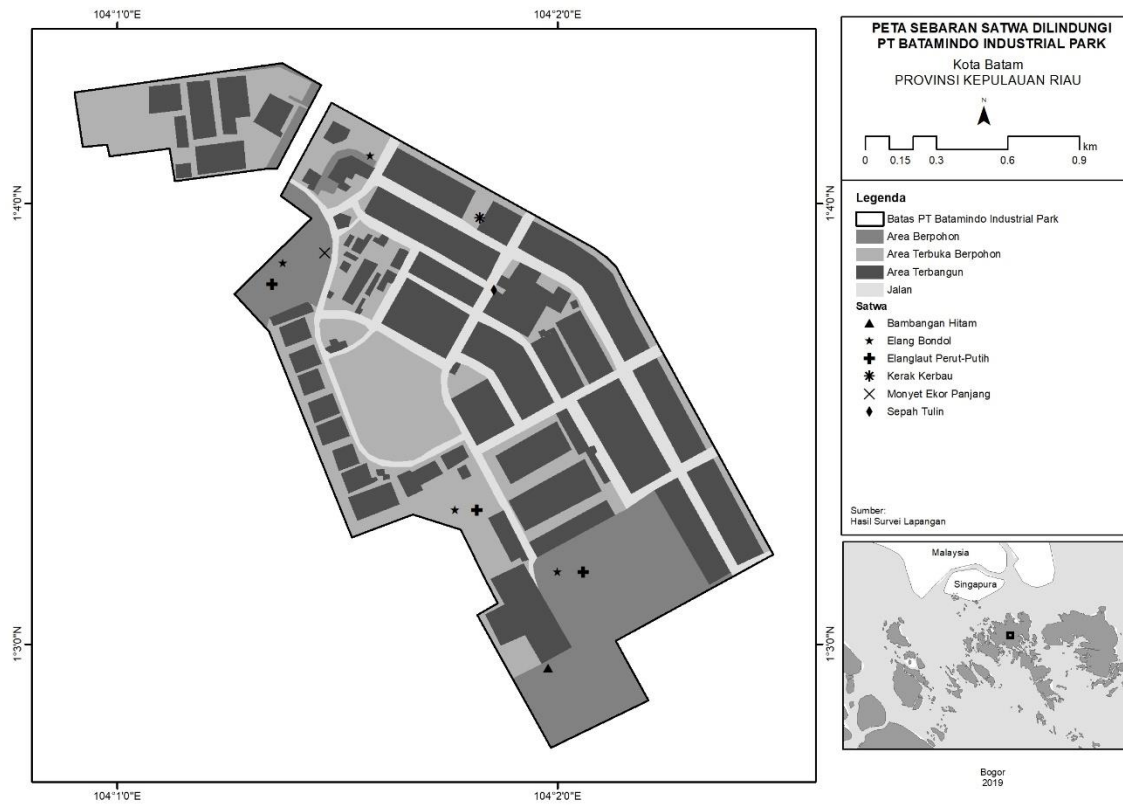 104°1'0"E
104°2'0"E
1°4'0"N
1°4'0"N
1°3'0"N
1°3'0"N
104°1'0"E
104°2'0"E
PETA SEBARAN SATWA DILINDUNGI
PT BATAMINDO INDUSTRIAL PARK
Kota Batam
PROVINSI KEPULAUAN RIAU
N
km
0 0.15 0.3 0.6 0.9
Legenda
Batas PT Batamindo Industrial Park
Area Berpohon
Area Terbuka Berpohon
Area Terbangun
Jalan
Satwa
Bambangan Hitam
Elang Bondol
Elanglaut Perut-Putih
Kerak Kerbau
Monyet Ekor Panjang
Sepah Tulin
Sumber:
Hasil Survei Lapangan
Malaysia
Singapura
Bogor
2019